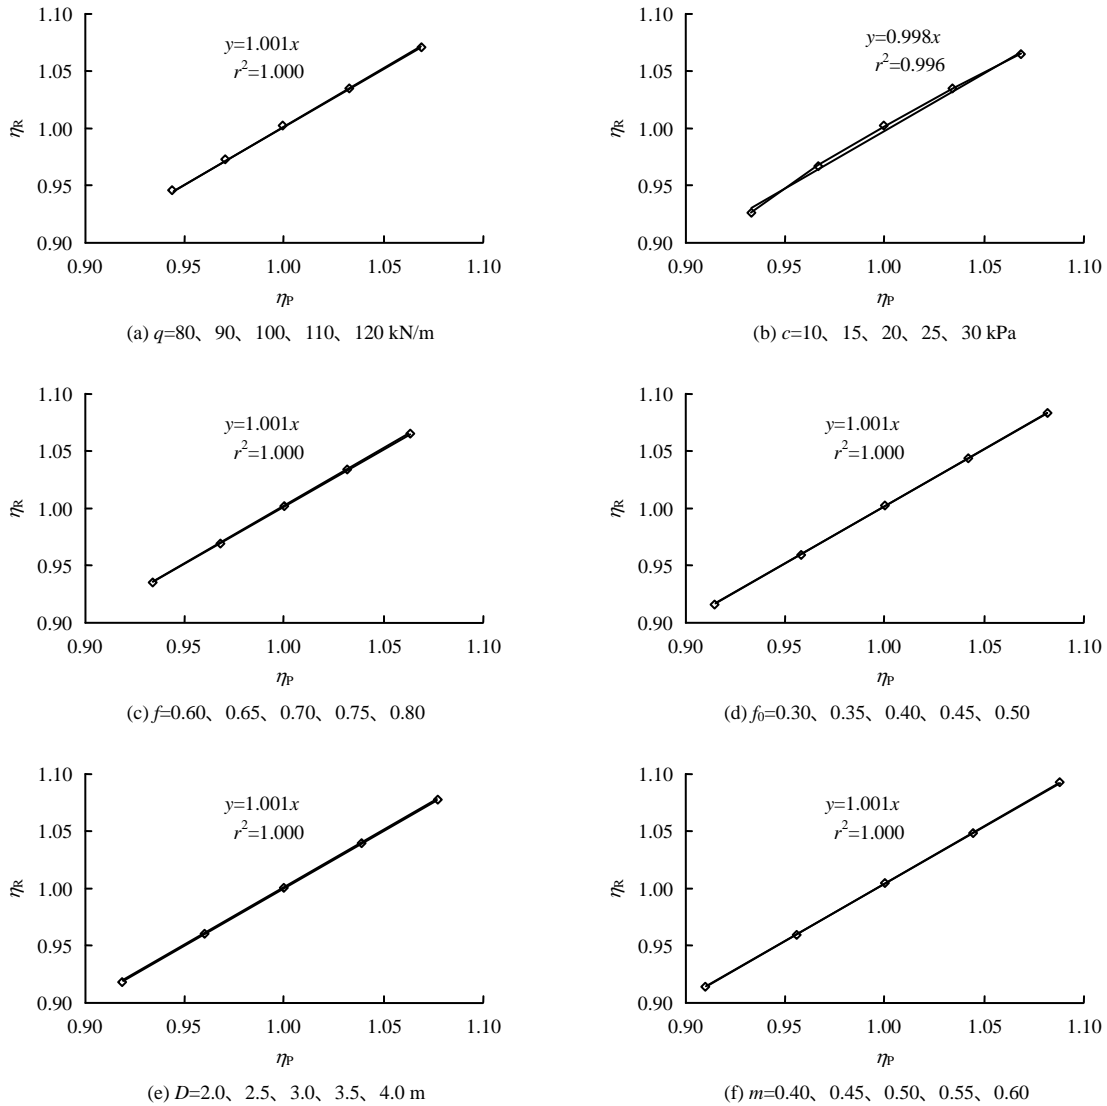 1.10
1.05
1.00
0.95
0.90
ηR
y=1.001x
r²=1.000
0.90 0.95 1.00 1.05 1.10
ηP
(a) q=80、90、100、110、120 kN/m
1.10
1.05
1.00
0.95
0.90
ηR
y=0.998x
r²=0.996
0.90 0.95 1.00 1.05 1.10
ηP
(b) c=10、15、20、25、30 kPa
1.10
1.05
1.00
0.95
0.90
ηR
y=1.001x
r²=1.000
0.90 0.95 1.00 1.05 1.10
ηP
(c) f=0.60、0.65、0.70、0.75、0.80
1.10
1.05
1.00
0.95
0.90
ηR
y=1.001x
r²=1.000
0.90 0.95 1.00 1.05 1.10
ηP
(d) f₀=0.30、0.35、0.40、0.45、0.50
1.10
1.05
1.00
0.95
0.90
ηR
y=1.001x
r²=1.000
0.90 0.95 1.00 1.05 1.10
ηP
(e) D=2.0、2.5、3.0、3.5、4.0 m
1.10
1.05
1.00
0.95
0.90
ηR
y=1.001x
r²=1.000
0.90 0.95 1.00 1.05 1.10
ηP
(f) m=0.40、0.45、0.50、0.55、0.60